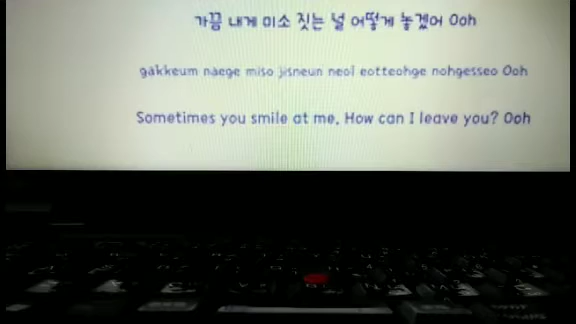 가끔 내게 미소 짓는 널 어떻게 놓겠어 Ooh
gakkeum naege miso jisneun neol eotteohge nohgesseo Ooh
Sometimes you smile at me. How can I leave you? Ooh